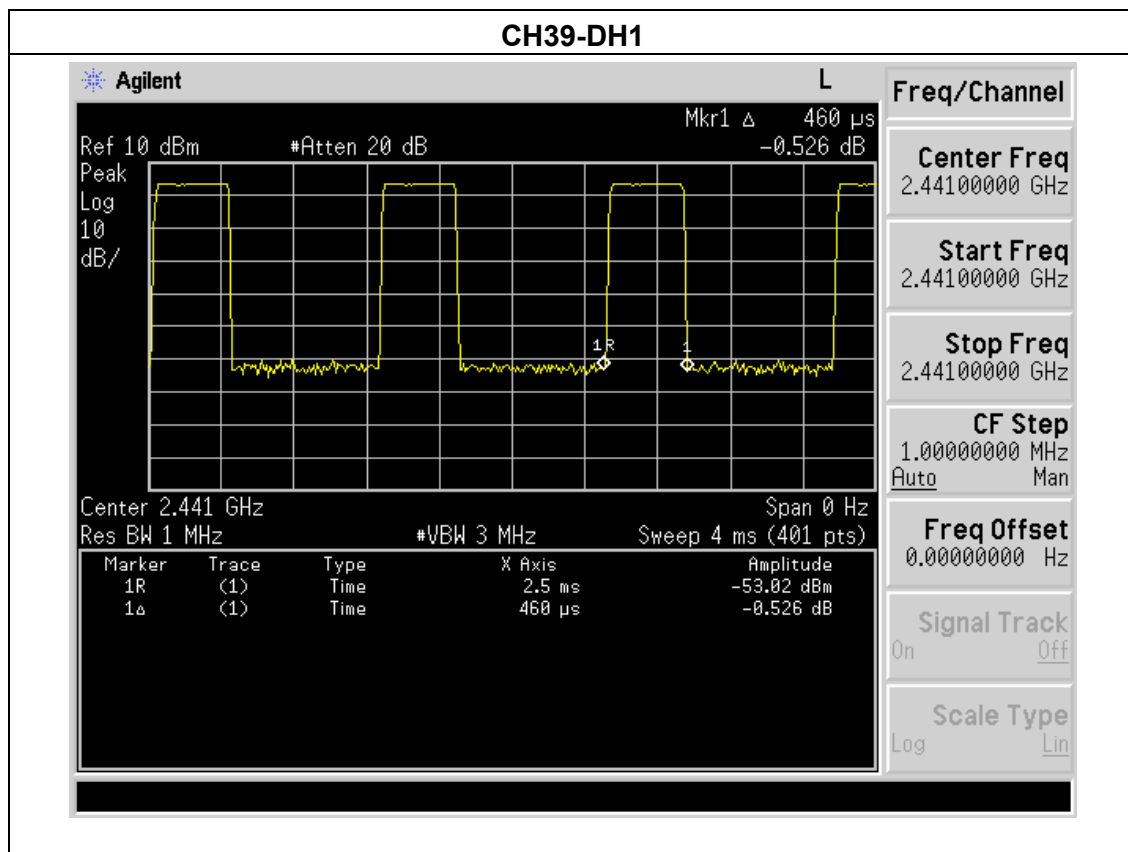 CH39-DH1
Agilent
L
Mkr1 Δ 460 µs
Ref 10 dBm #Atten 20 dB -0.526 dB
Peak
Log
10
dB/
1R
1
Center 2.441 GHz Span 0 Hz
Res BW 1 MHz #VBW 3 MHz Sweep 4 ms (401 pts)
Marker Trace Type X Axis Amplitude
1R (1) Time 2.5 ms -53.02 dBm
1Δ (1) Time 460 µs -0.526 dB
Freq/Channel
Center Freq
2.44100000 GHz
Start Freq
2.44100000 GHz
Stop Freq
2.44100000 GHz
CF Step
1.00000000 MHz
Auto Man
Freq Offset
0.00000000 Hz
Signal Track
On Off
Scale Type
Log Lin